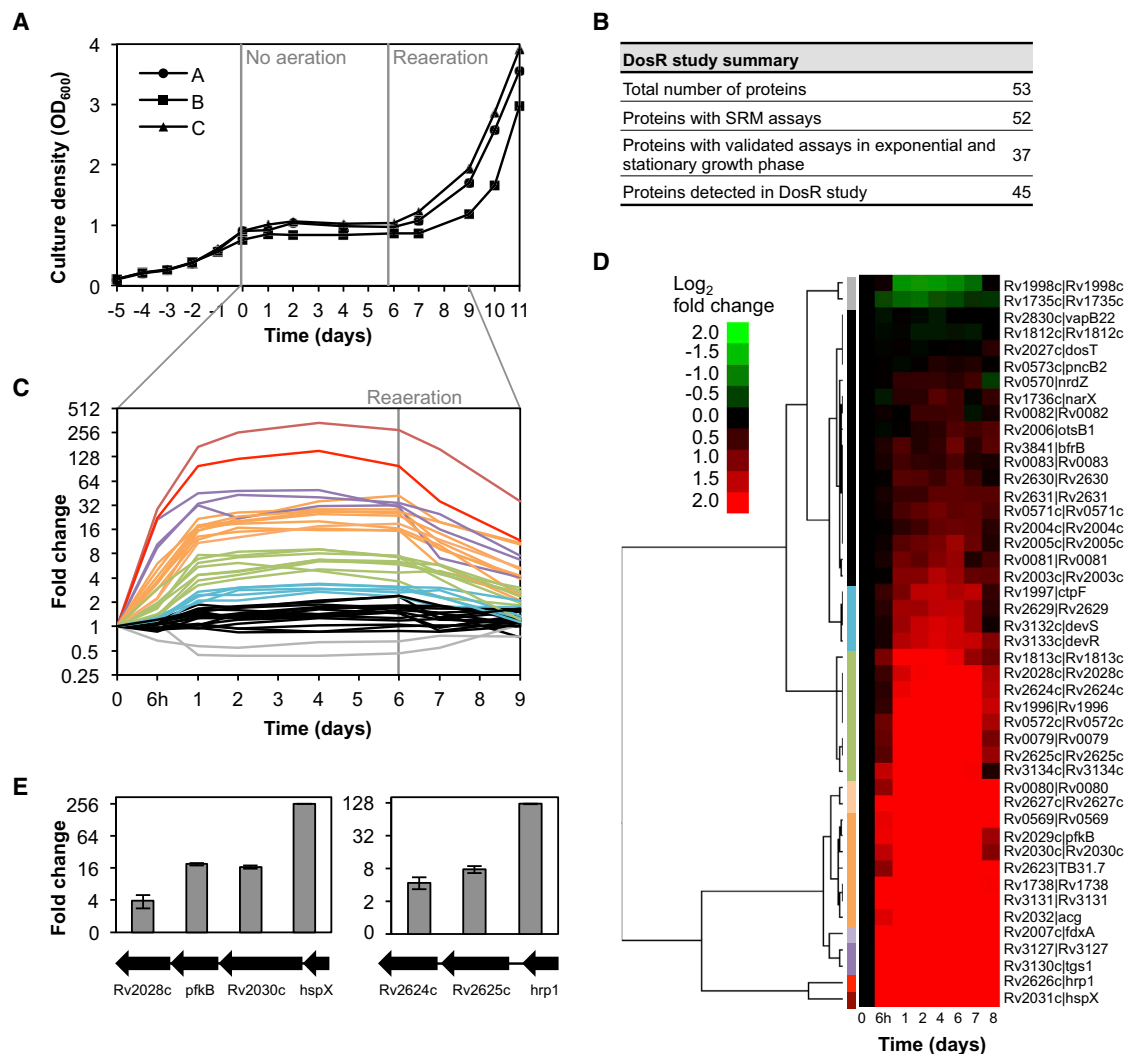 A
4
3
2
1
0
Culture density (OD600)
No aeration
Reaeration
A
B
C
-5 -4 -3 -2 -1 0 1 2 3 4 5 6 7 8 9 10 11
Time (days)
B
DosR study summary
Total number of proteins 53
Proteins with SRM assays 52
Proteins with validated assays in exponential and
stationary growth phase 37
Proteins detected in DosR study 45
C
Reaeration
512
256
128
64
32
16
8
4
2
1
0.5
0.25
Fold change
0 6h 1 2 3 4 5 6 7 8 9
Time (days)
D
Log2
fold change
2.0
-1.5
-1.0
-0.5
0.0
0.5
1.0
1.5
2.0
Rv1998c|Rv1998c
Rv1735c|Rv1735c
Rv2830c|vapB22
Rv1812c|Rv1812c
Rv2027c|dosT
Rv0573c|pncB2
Rv0570|nrdZ
Rv1736c|narX
Rv0082|Rv0082
Rv2006|otsB1
Rv3841|bfrB
Rv0083|Rv0083
Rv2630|Rv2630
Rv2631|Rv2631
Rv0571c|Rv0571c
Rv2004c|Rv2004c
Rv2005c|Rv2005c
Rv0081|Rv0081
Rv2003c|Rv2003c
Rv1997|ctpF
Rv2629|Rv2629
Rv3132c|devS
Rv3133c|devR
Rv1813c|Rv1813c
Rv2028c|Rv2028c
Rv2624c|Rv2624c
Rv1996|Rv1996
Rv0572c|Rv0572c
Rv0079|Rv0079
Rv2625c|Rv2625c
Rv3134c|Rv3134c
Rv0080|Rv0080
Rv2627c|Rv2627c
Rv0569|Rv0569
Rv2029c|pfkB
Rv2030c|Rv2030c
Rv2623|TB31.7
Rv1738|Rv1738
Rv3131|Rv3131
Rv2032|acg
Rv2007c|fdxA
Rv3127|Rv3127
Rv3130c|tgs1
Rv2626c|hrp1
Rv2031c|hspX
0 6h 1 2 4 6 7 8
Time (days)
E
256
64
16
4
0
Fold change
Rv2028c pfkB Rv2030c hspX
128
32
8
2
0
Rv2624c Rv2625c hrp1